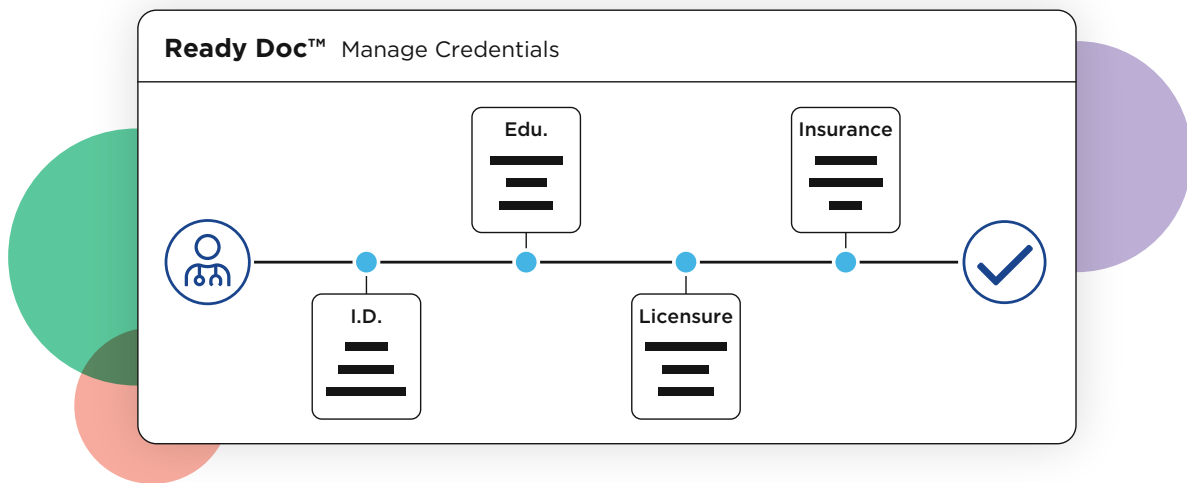 Ready Doc™ Manage Credentials
Edu.
Insurance
I.D.
Licensure